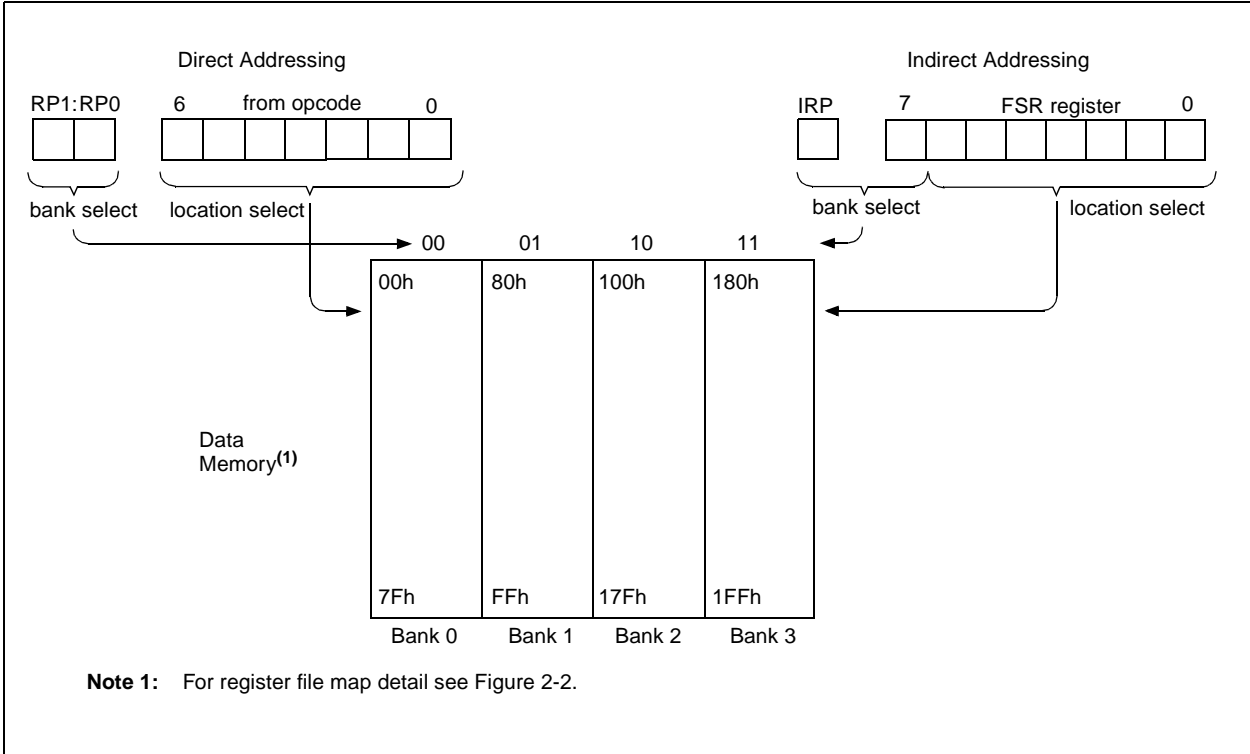 Direct Addressing
Indirect Addressing
RP1:RP0 6 from opcode 0
IRP 7 FSR register 0
bank select location select
bank select location select
00 01 10 11
00h 80h 100h 180h
Data
Memory(1)
7Fh FFh 17Fh 1FFh
Bank 0 Bank 1 Bank 2 Bank 3
Note 1: For register file map detail see Figure 2-2.